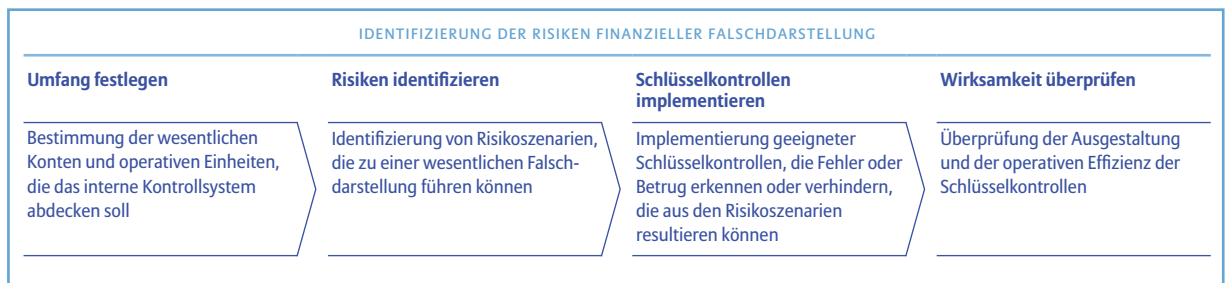 IDENTIFIZIERUNG DER RISIKEN FINANZIELLER FALSCHDARSTELLUNG
Umfang festlegen
Bestimmung der wesentlichen
Konten und operativen Einheiten,
die das interne Kontrollsystem
abdecken soll
Risiken identifizieren
Identifizierung von Risikoszenarien,
die zu einer wesentlichen Falsch-
darstellung führen können
Schlüsselkontrollen
implementieren
Implementierung geeigneter
Schlüsselkontrollen, die Fehler oder
Betrug erkennen oder verhindern,
die aus den Risikoszenarien
resultieren können
Wirksamkeit überprüfen
Überprüfung der Ausgestaltung
und der operativen Effizienz der
Schlüsselkontrollen